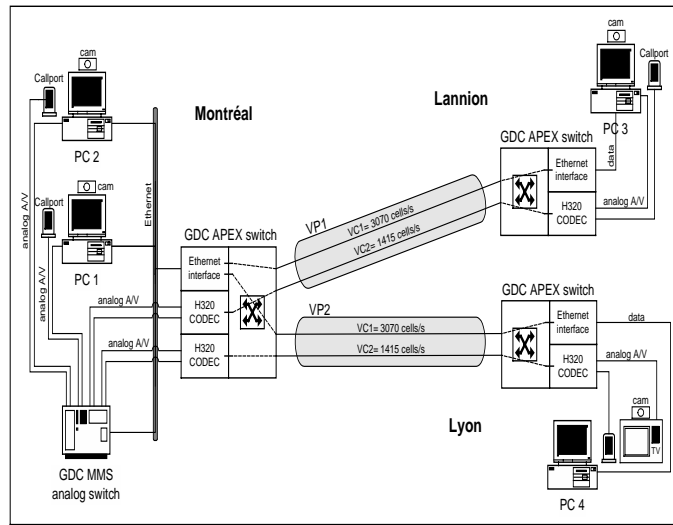 cam
Callport
PC 2
cam
Callport
PC 1
analog A/V
analog A/V
Ethernet
GDC MMS
analog switch
Montréal
GDC APEX switch
Ethernet
interface
H320
CODEC
H320
CODEC
analog A/V
analog A/V
VP1
VC1= 3070 cells/s
VC2= 1415 cells/s
VP2
VC1= 3070 cells/s
VC2= 1415 cells/s
Lannion
cam
Callport
PC 3
GDC APEX switch
Ethernet
interface
H320
CODEC
data
analog A/V
GDC APEX switch
Ethernet
interface
H320
CODEC
data
analog A/V
cam
TV
Lyon
PC 4